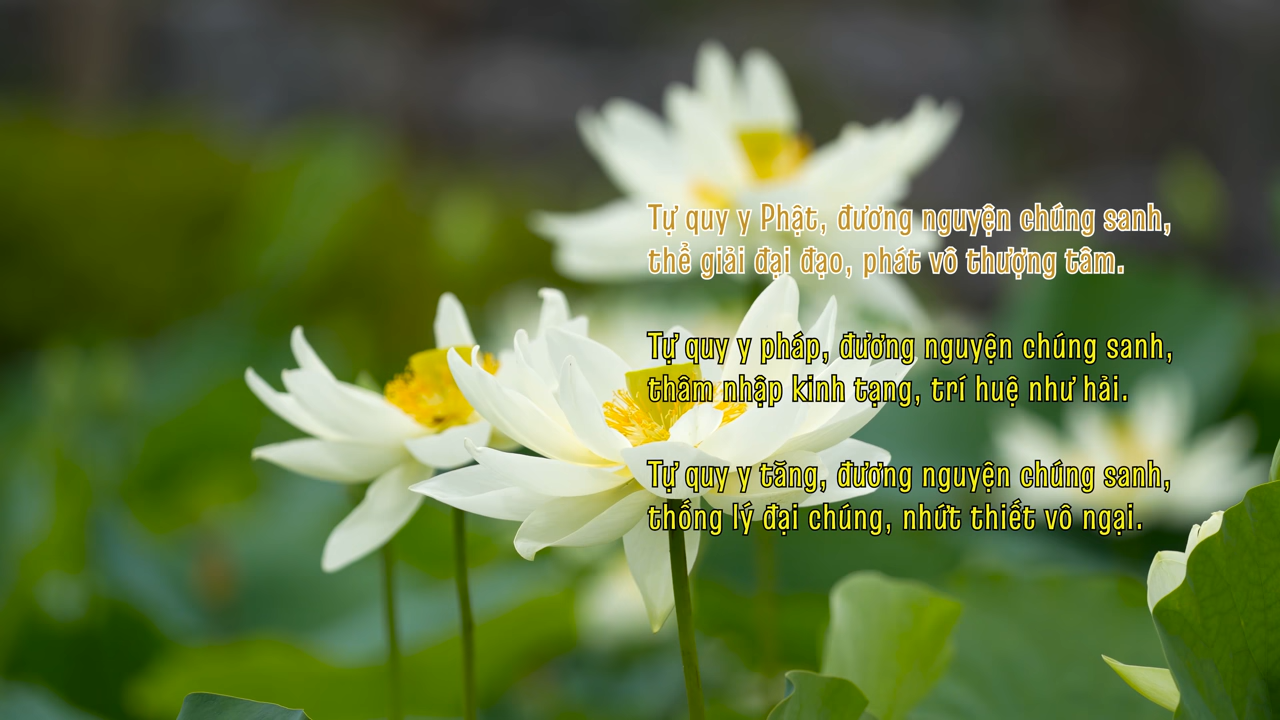 Tự quy y Phật, đương nguyện chúng sanh,
thể giải đại đạo, phát vô thượng tâm.
Tự quy y pháp, đương nguyện chúng sanh,
thâm nhập kinh tạng, trí huệ như hải.
Tự quy y tăng, đương nguyện chúng sanh,
thống lý đại chúng, nhứt thiết vô ngại.